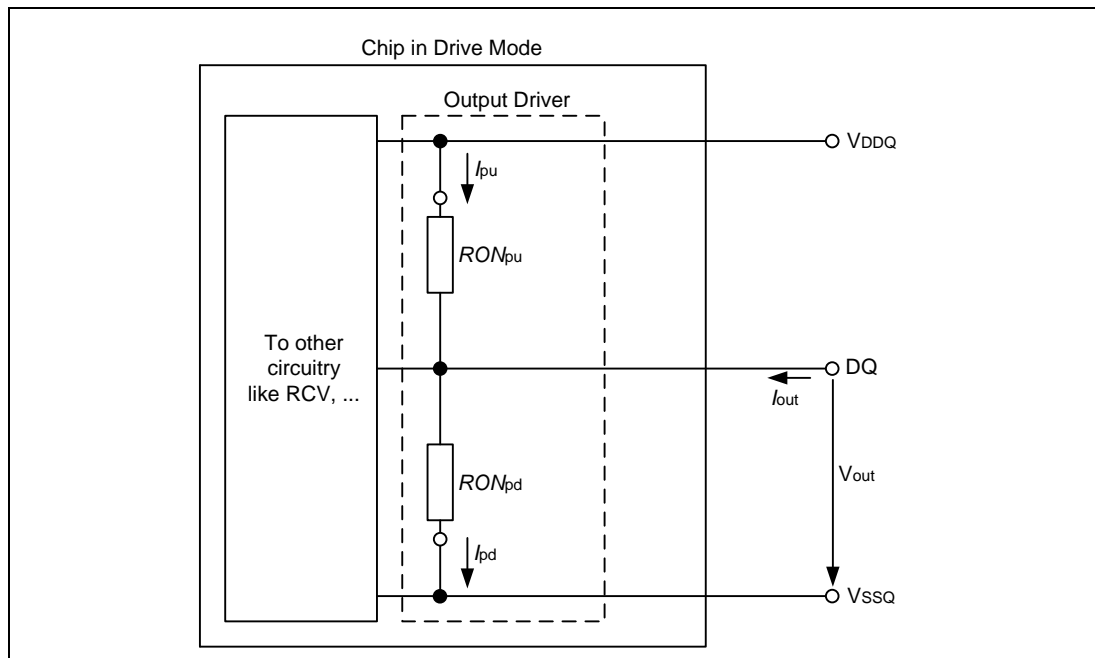 Chip in Drive Mode
Output Driver
VDDQ
Ipu
RONpu
To other
circuitry
like RCV, ...
DQ
Iout
RONpd
Vout
Ipd
VSSQ